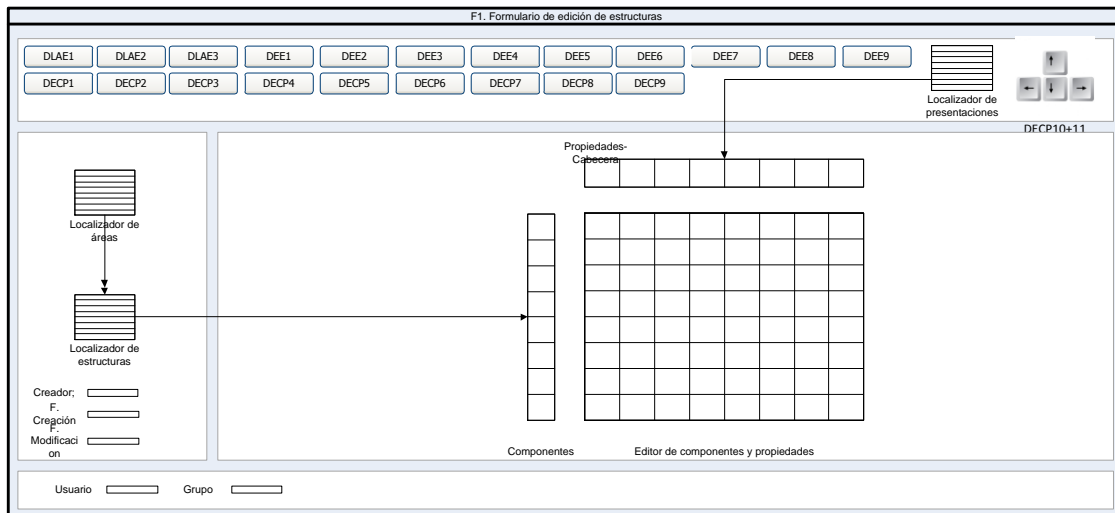 F1. Formulario de edición de estructuras
DLAE1 DLAE2 DLAE3 DEE1 DEE2 DEE3 DEE4 DEE5 DEE6 DEE7 DEE8 DEE9
DECP1 DECP2 DECP3 DECP4 DECP5 DECP6 DECP7 DECP8 DECP9
Localizador de
presentaciones
DECP10+11
Propiedades-
Cabecera
Localizador de
áreas
Localizador de
estructuras
Creador;
F.
Creación
F.
Modificaci
on
Componentes
Editor de componentes y propiedades
Usuario
Grupo